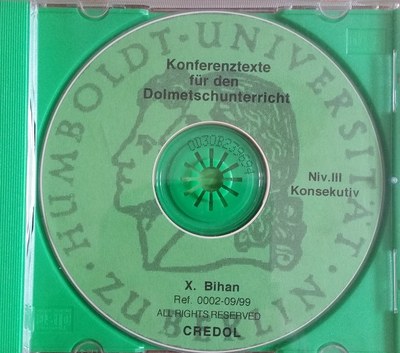 HUMBOLDT·UNIVERSITÄT·ZU·BERLIN·
Konferenztexte
für den
Dolmetschunterricht
Niv.III
Konsekutiv
X. Bihan
Ref. 0002-09/99
ALL RIGHTS RESERVED
CREDOL